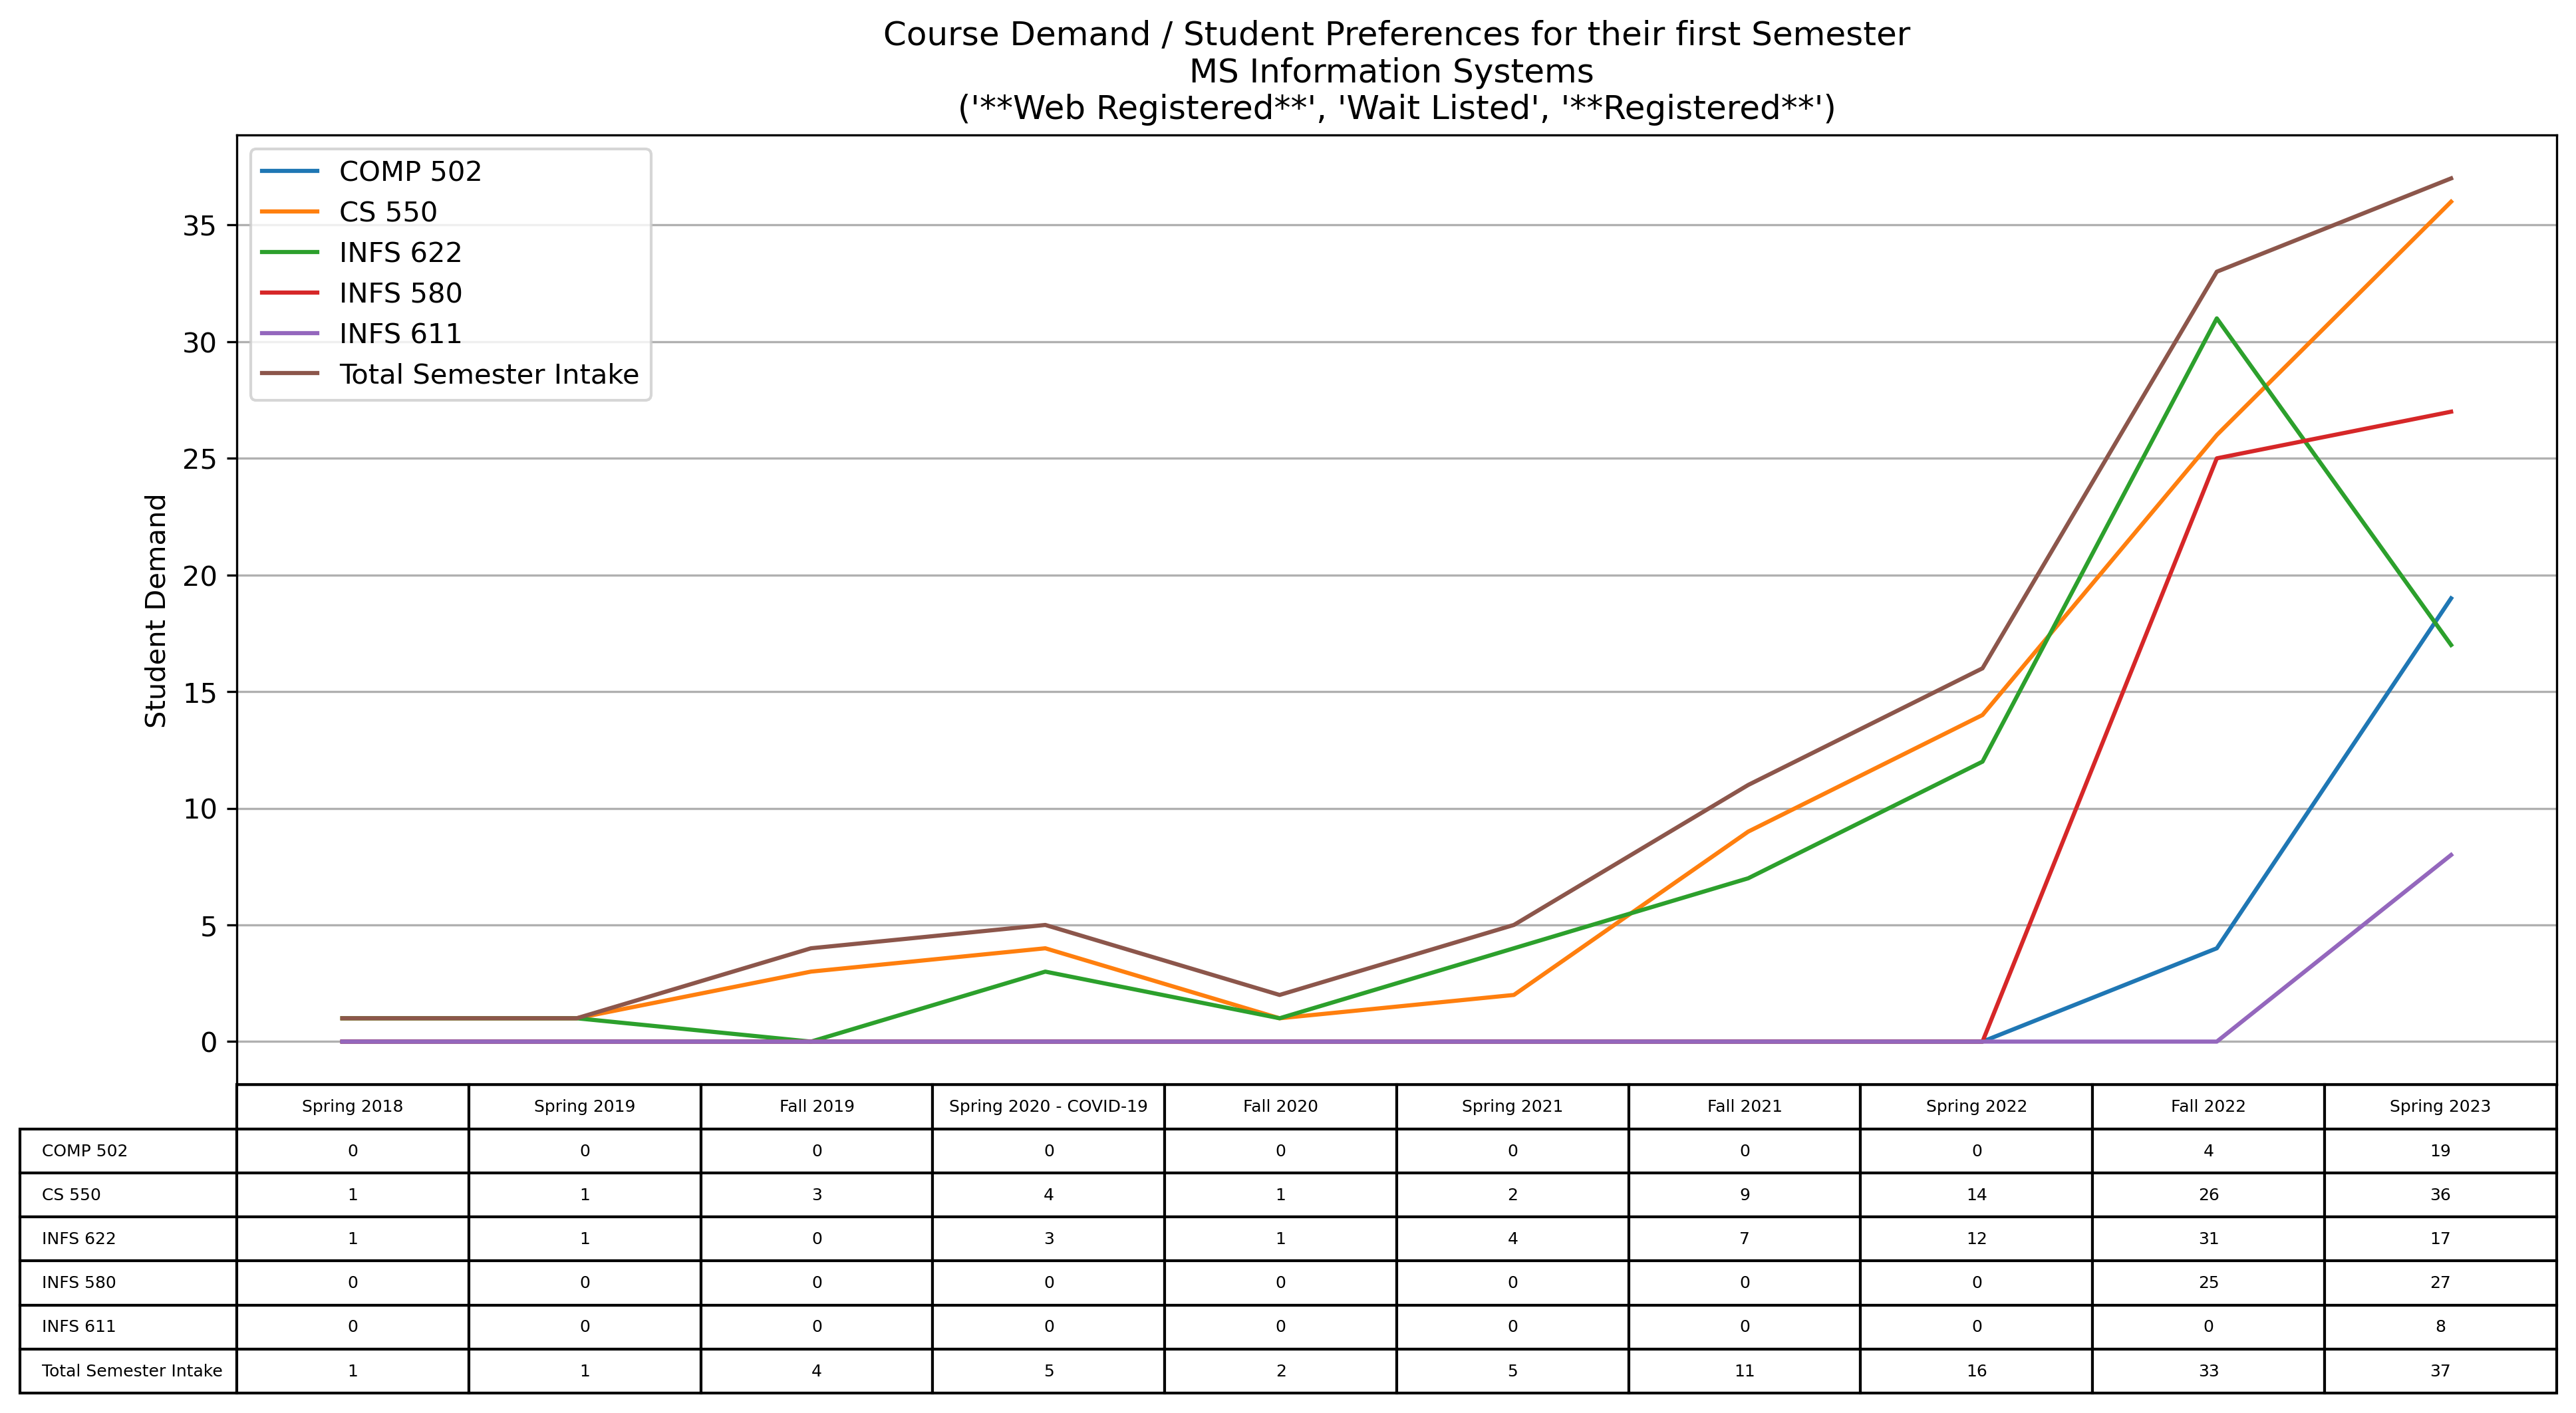 Course Demand / Student Preferences for their first Semester
MS Information Systems
('**Web Registered**', 'Wait Listed', '**Registered**')
COMP 502
CS 550
INFS 622
INFS 580
INFS 611
Total Semester Intake
Student Demand
35
30
25
20
15
10
5
0
Spring 2018 Spring 2019 Fall 2019 Spring 2020 - COVID-19 Fall 2020 Spring 2021 Fall 2021 Spring 2022 Fall 2022 Spring 2023
COMP 502 0 0 0 0 0 0 0 0 4 19
CS 550 1 1 3 4 1 2 9 14 26 36
INFS 622 1 1 0 3 1 4 7 12 31 17
INFS 580 0 0 0 0 0 0 0 0 25 27
INFS 611 0 0 0 0 0 0 0 0 0 8
Total Semester Intake 1 1 4 5 2 5 11 16 33 37